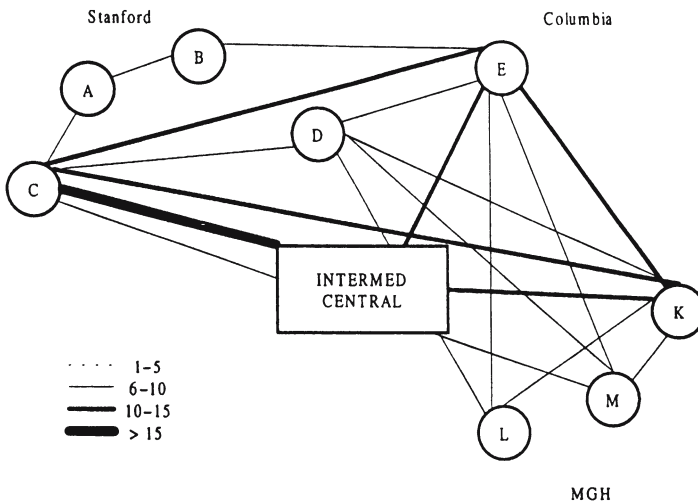 Stanford
Columbia
B
E
A
D
C
INTERMED
CENTRAL
K
1-5
6-10
10-15
> 15
M
L
MGH